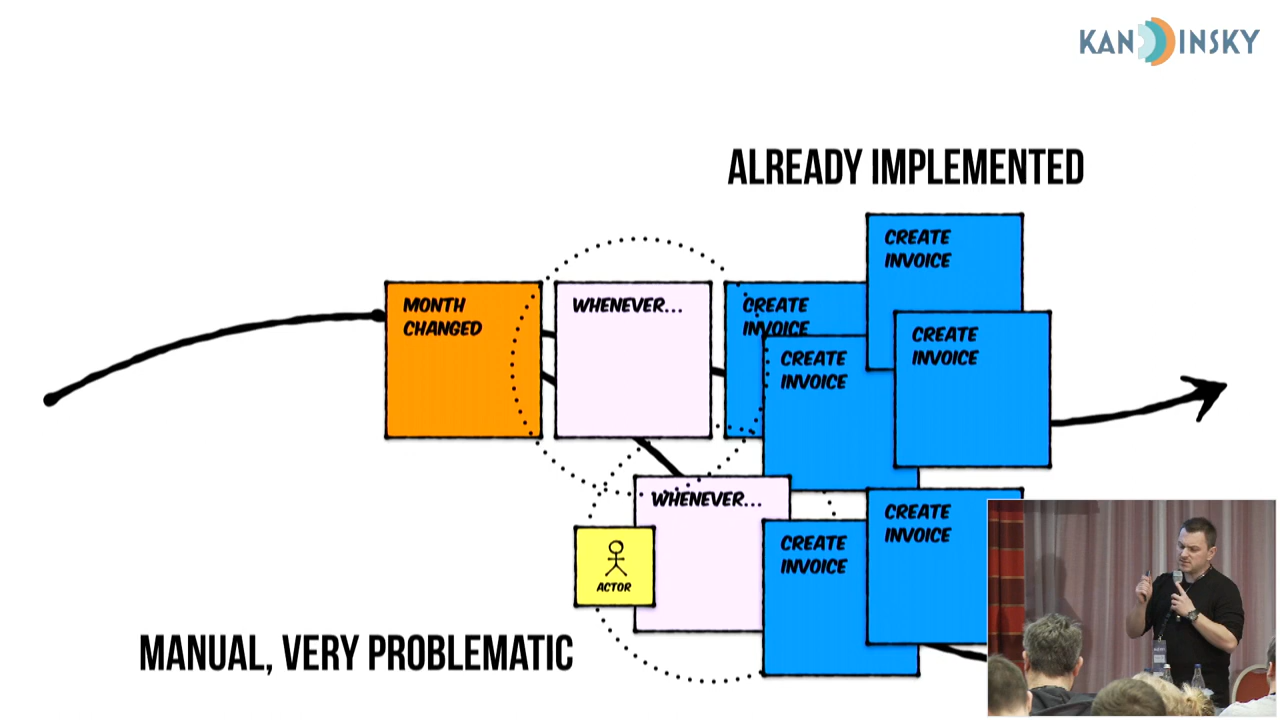 KANDDINSKY
ALREADY IMPLEMENTED
CREATE
INVOICE
MONTH
CHANGED
WHENEVER...
CREATE
INVOICE
CREATE
INVOICE
CREATE
INVOICE
WHENEVER...
CREATE
INVOICE
CREATE
INVOICE
ACTOR
MANUAL, VERY PROBLEMATIC